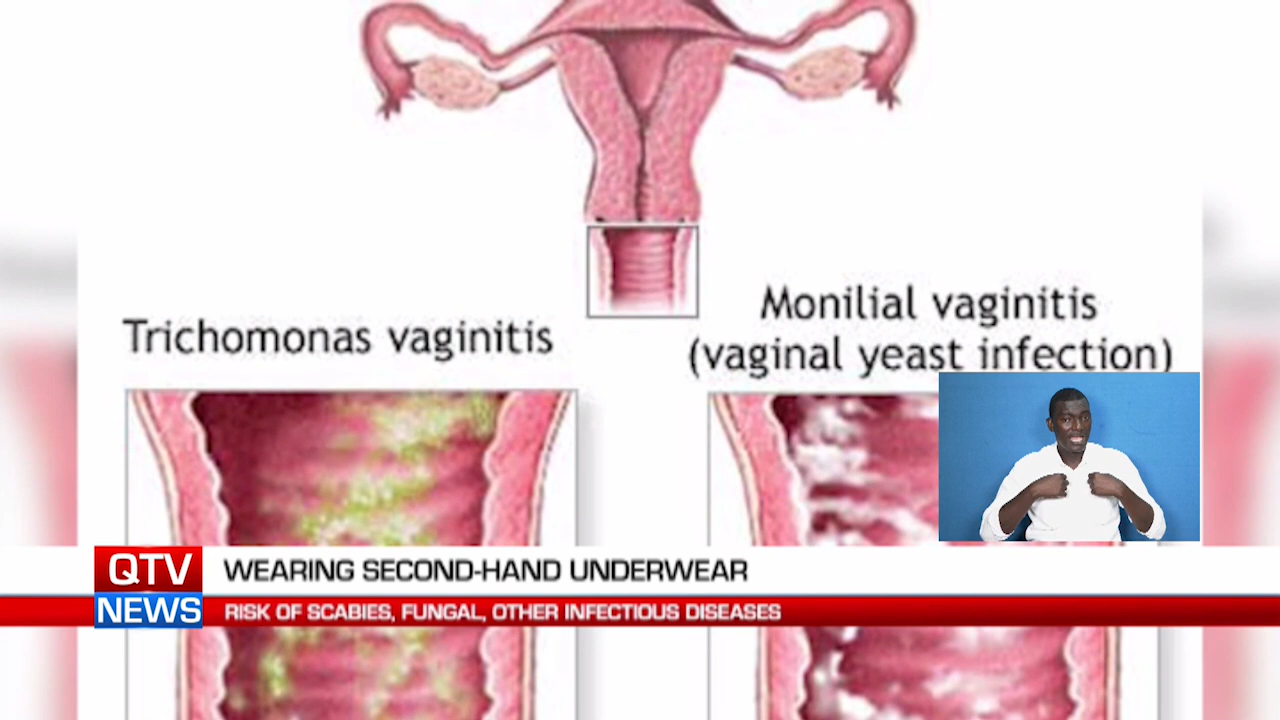 Trichomonas vaginitis
Monilial vaginitis
(vaginal yeast infection)
QTV
NEWS
WEARING SECOND-HAND UNDERWEAR
RISK OF SCABIES, FUNGAL, OTHER INFECTIOUS DISEASES